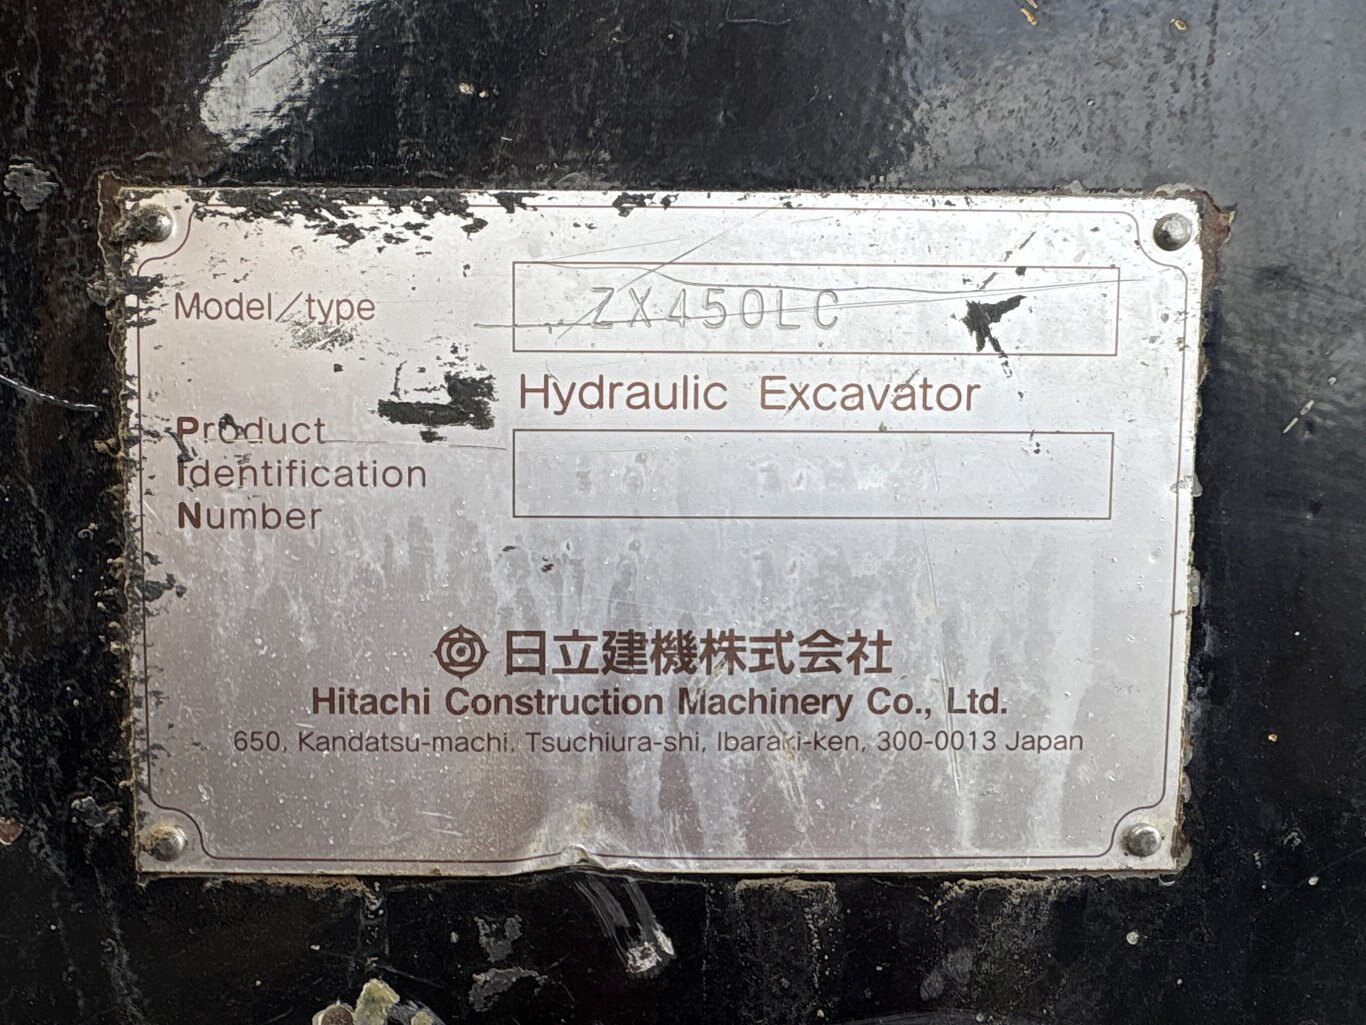 Model/type ZX450LC
Hydraulic Excavator
Product
Identification
Number
日立建機株式会社
Hitachi Construction Machinery Co., Ltd.
650, Kandatsu-machi, Tsuchiura-shi, Ibaraki-ken, 300-0013 Japan